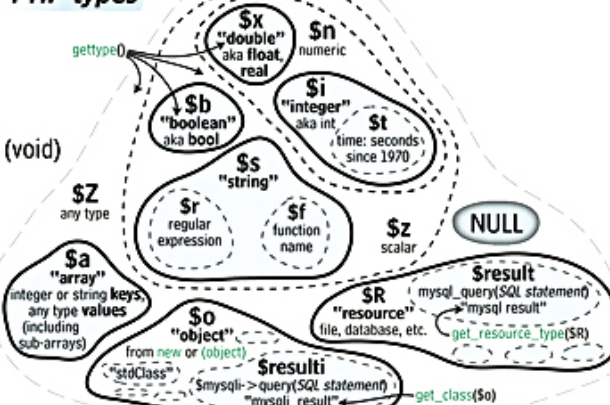 types
$x
"double"
aka float,
real
$n
numeric
gettype()
$b
"boolean"
aka bool
$i
"integer"
aka int
$t
time: seconds
since 1970
(void)
$s
"string"
$r
regular
expression
$f
function
name
$Z
any type
$z
scalar
NULL
$a
"array"
integer or string keys,
any type values
(including
sub-arrays)
$o
"object"
from new or (object)
"stdClass"
$resulti
$mysqli->query(SQL statement)
"mysqli_result"
$R
"resource"
file, database, etc.
$result
mysql_query(SQL statement)
"mysql result"
get_resource_type($R)
get_class($o)